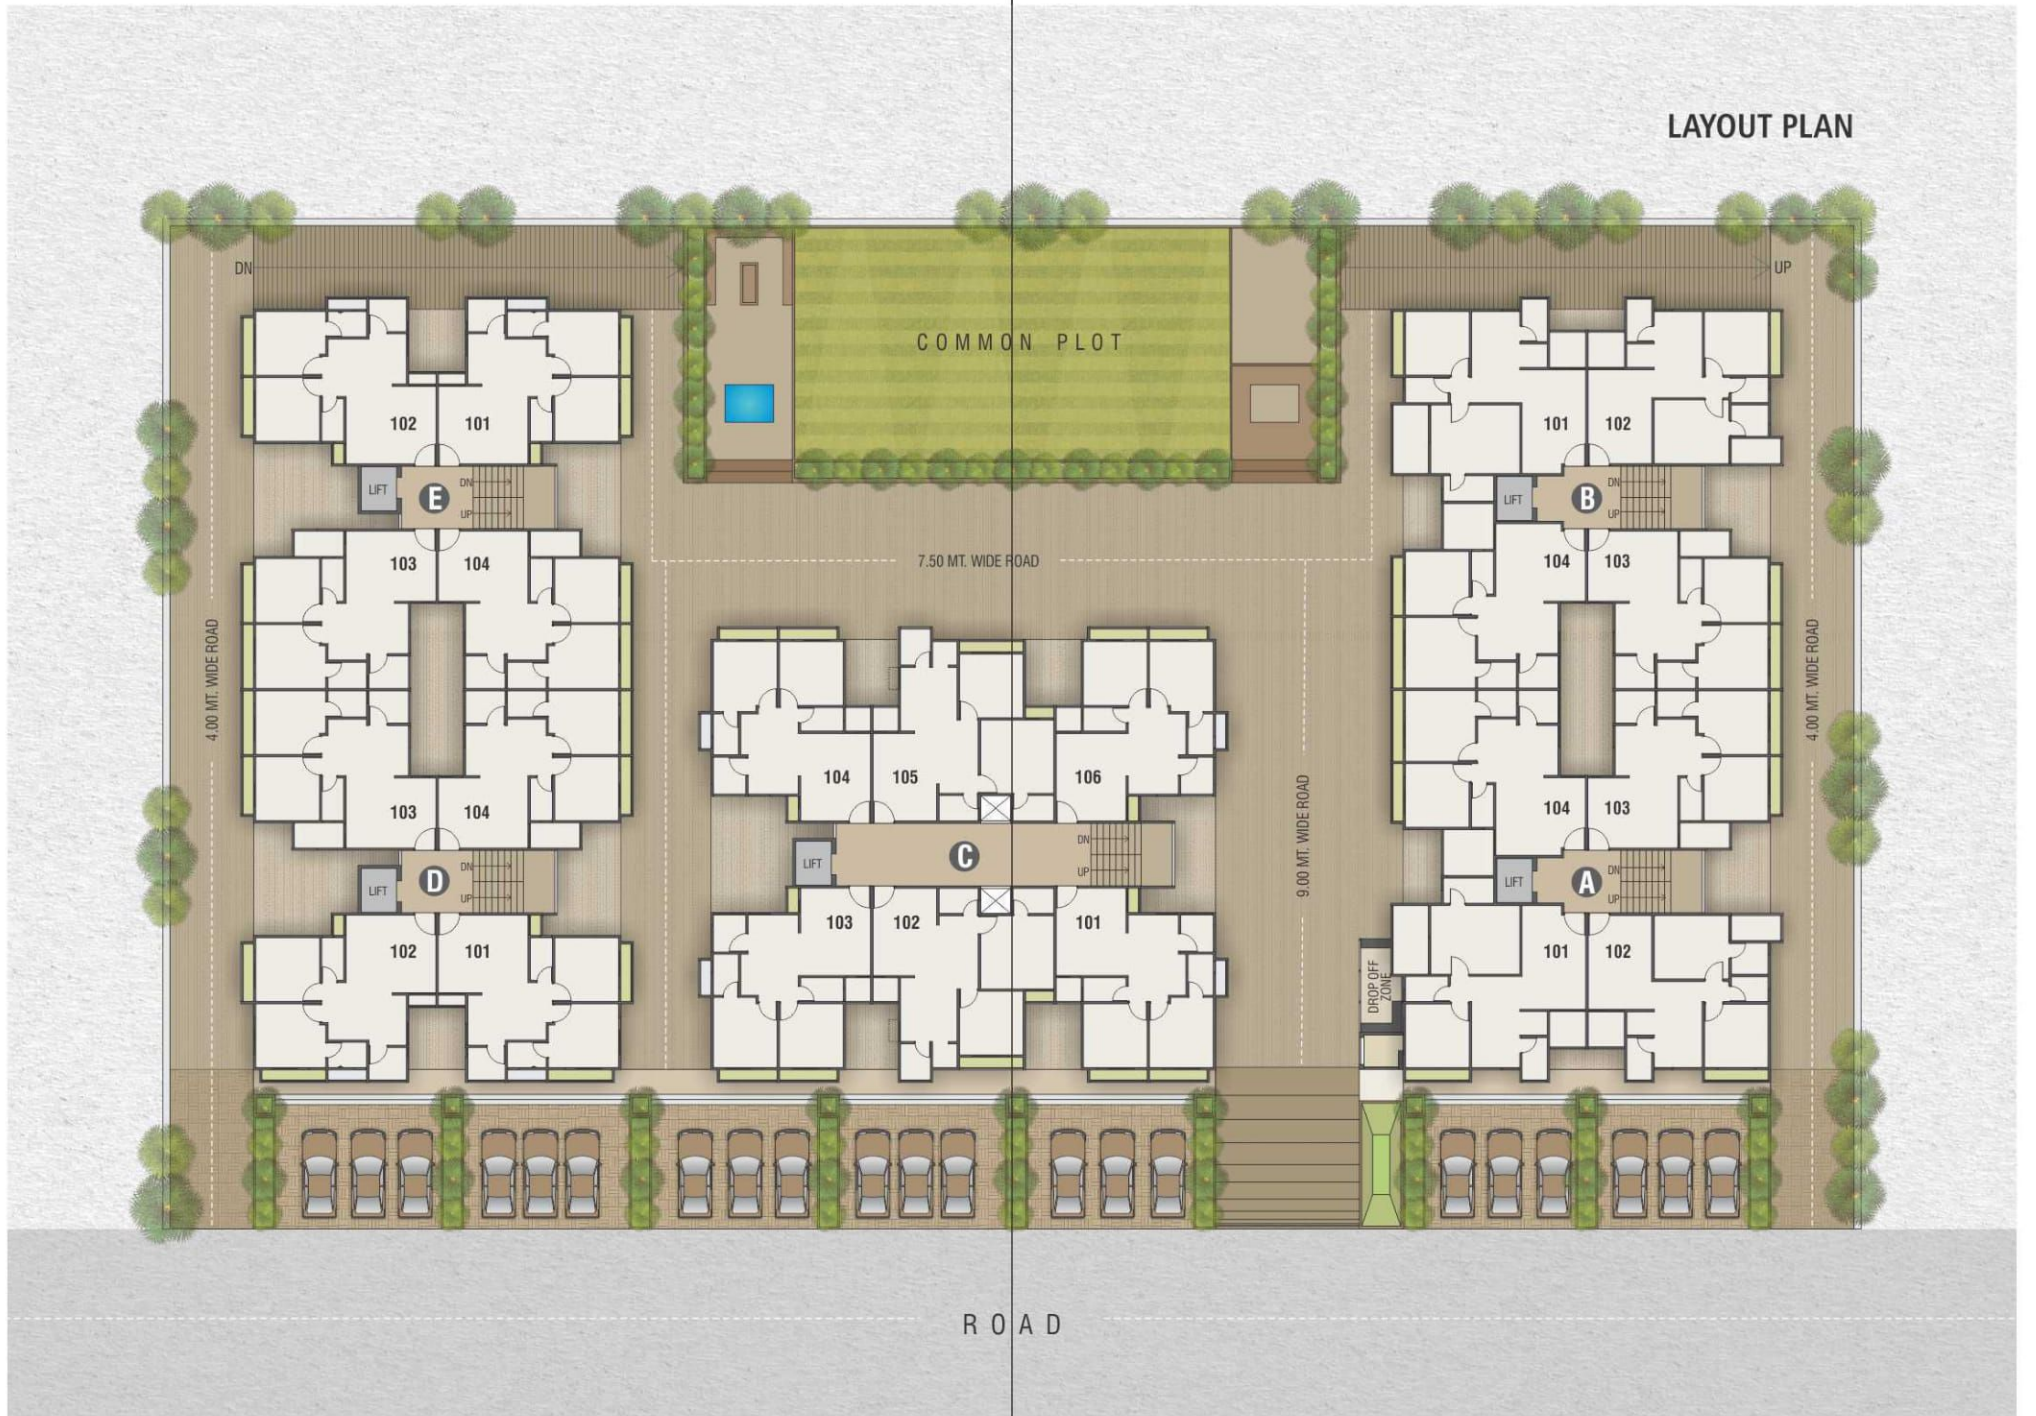 LAYOUT PLAN
DN
UP
COMMON PLOT
102
101
101
102
LIFT
E
DN
UP
LIFT
B
DN
UP
103
104
104
103
7.50 MT. WIDE ROAD
4.00 MT. WIDE ROAD
4.00 MT. WIDE ROAD
104
105
106
9.00 MT. WIDE ROAD
103
104
104
103
LIFT
C
DN
UP
LIFT
D
DN
UP
LIFT
A
DN
UP
103
102
101
102
101
101
102
DROP OFF
ZONE
ROAD